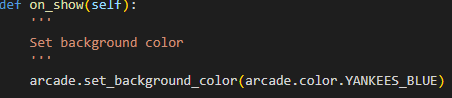 def on_show(self):
'''
Set background color
'''
arcade.set_background_color(arcade.color.YANKEES_BLUE)